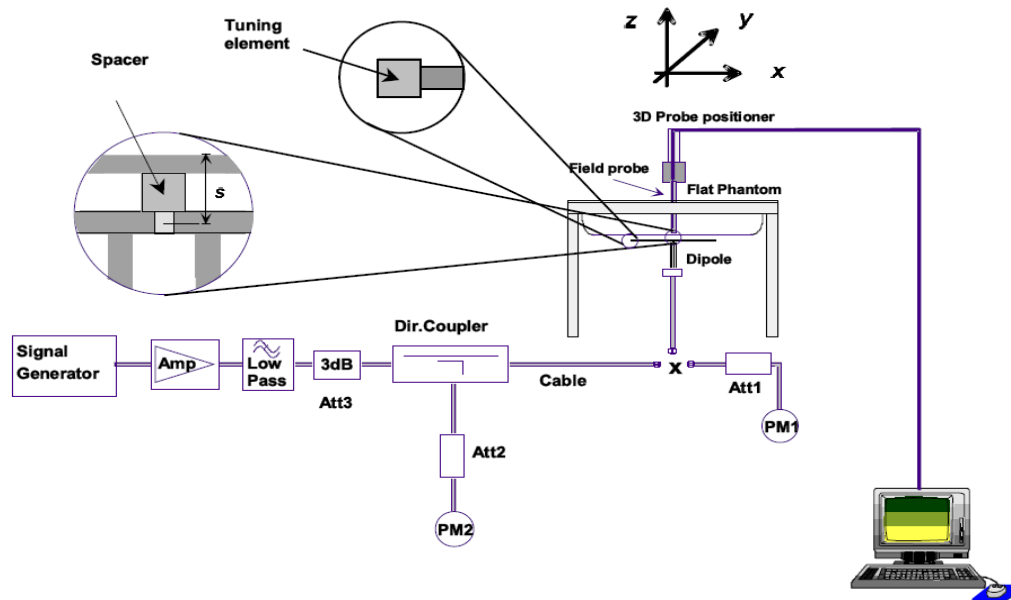 Tuning
element
Spacer
s
z
y
x
3D Probe positioner
Field probe
Flat Phantom
Dipole
Dir.Coupler
Signal
Generator
Amp
Low
Pass
3dB
Att3
Cable
x
Att1
PM1
Att2
PM2